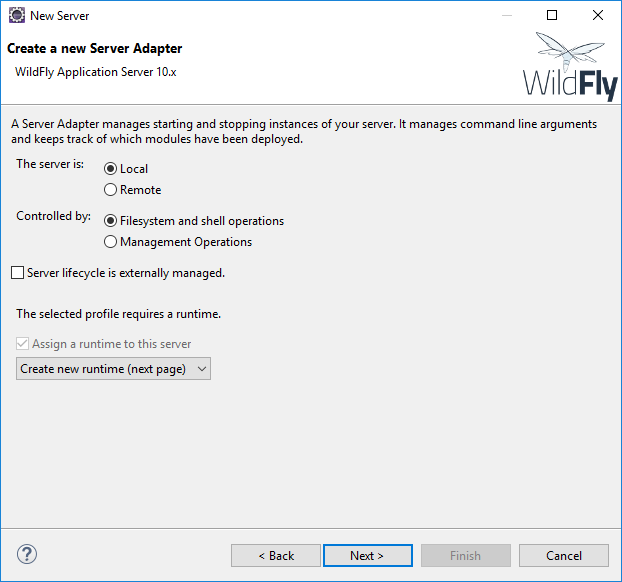 New Server
Create a new Server Adapter
WildFly Application Server 10.x
WildFly
A Server Adapter manages starting and stopping instances of your server. It manages command line arguments
and keeps track of which modules have been deployed.
The server is:
Local
Remote
Controlled by:
Filesystem and shell operations
Management Operations
Server lifecycle is externally managed.
The selected profile requires a runtime.
Assign a runtime to this server
Create new runtime (next page)
?
< Back
Next >
Finish
Cancel